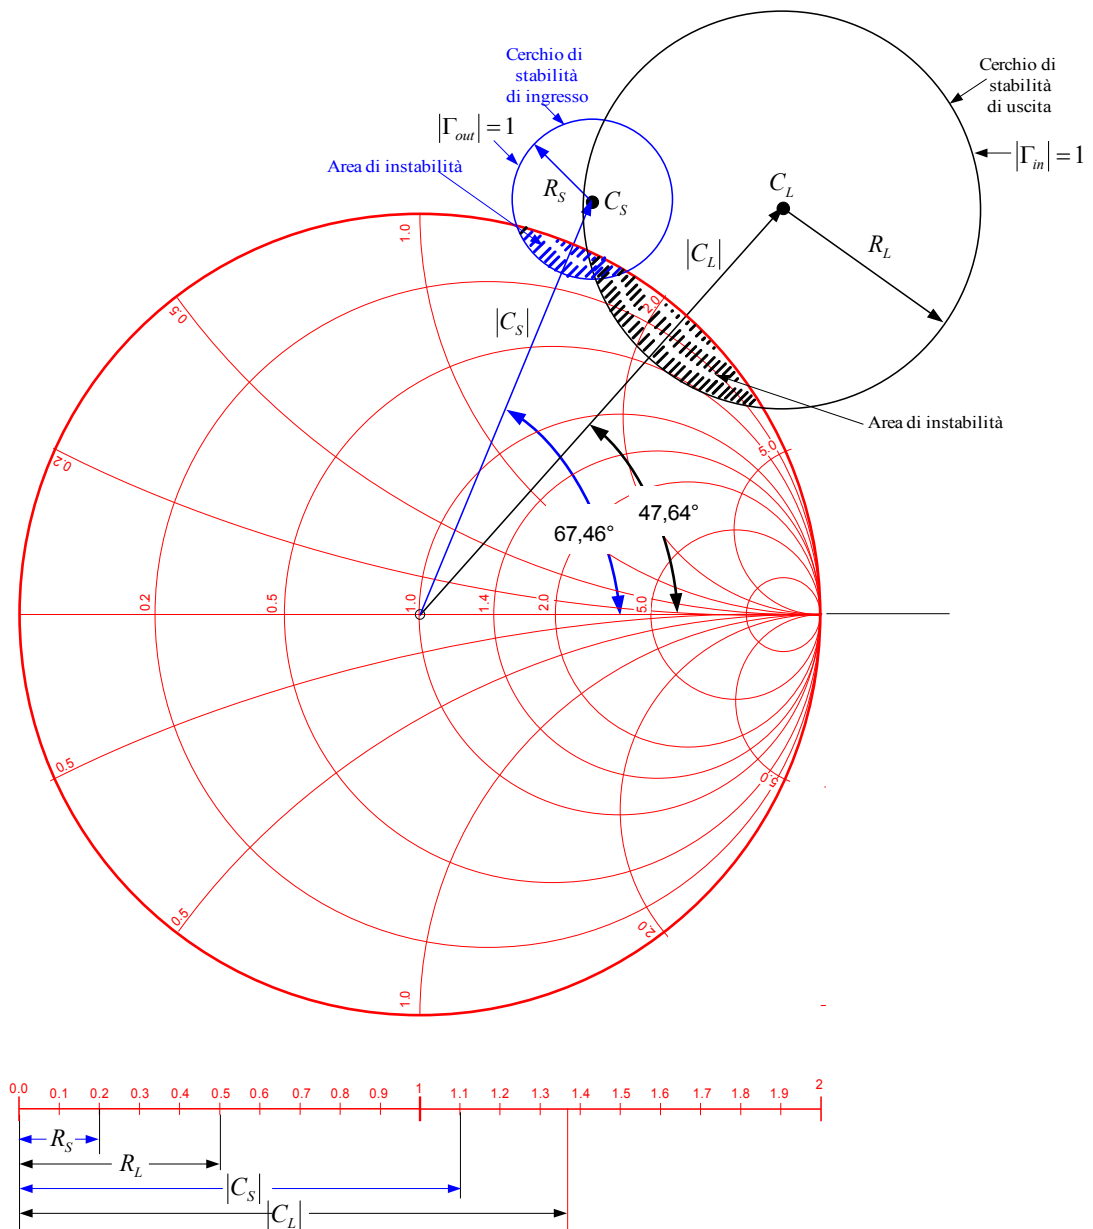 Cerchio di
stabilità
di ingresso
|Γout| = 1
Area di instabilità
RS
CS
Cerchio di
stabilità
di uscita
|Γin| = 1
CL
RL
|CL|
|CS|
Area di instabilità
67,46°
47,64°
1.0
2.0
0.5
5.0
0.2
0.2
0.5
1.0
1.4
2.0
5.0
0.5
5.0
0.5
2.0
1.0
0.0 0.1 0.2 0.3 0.4 0.5 0.6 0.7 0.8 0.9 1 1.1 1.2 1.3 1.4 1.5 1.6 1.7 1.8 1.9 2
RS
RL
|CS|
|CL|